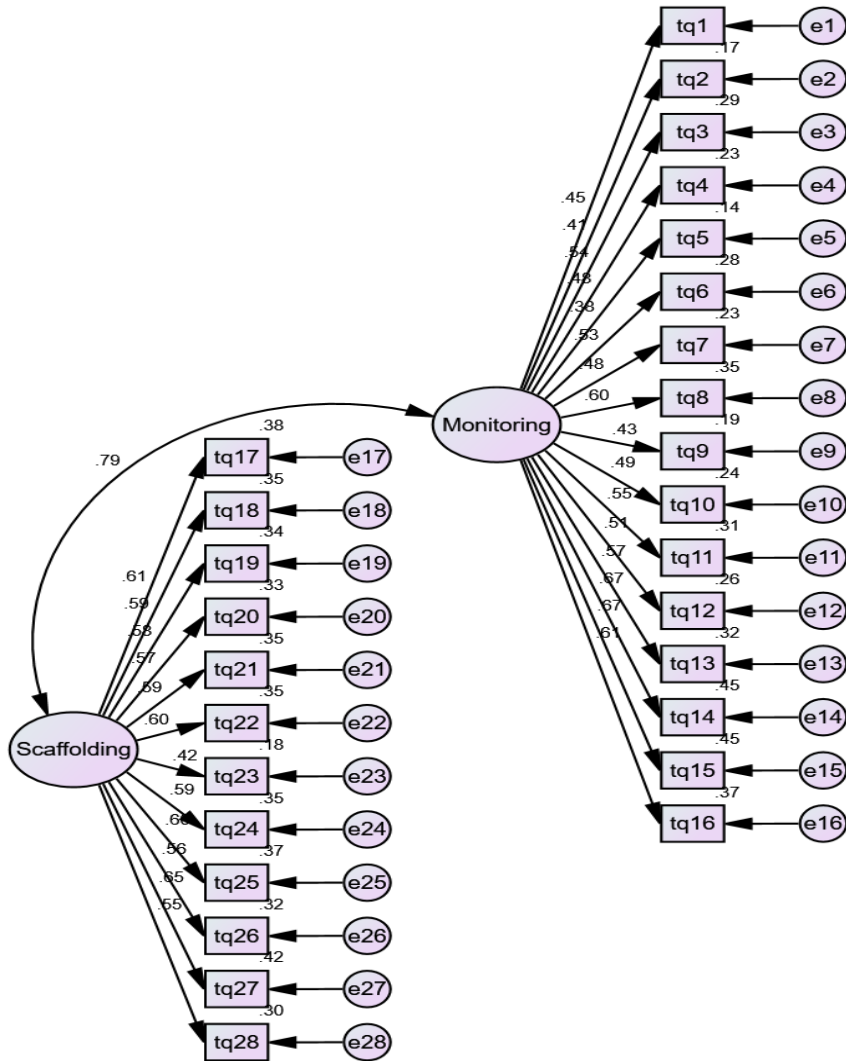 tq1 e1
.17
tq2 e2
.29
tq3 e3
.23
tq4 e4
.14
tq5 e5
.28
tq6 e6
.23
tq7 e7
.35
tq8 e8
.19
tq9 e9
.24
tq10 e10
.31
tq11 e11
.26
tq12 e12
.32
tq13 e13
.45
tq14 e14
.45
tq15 e15
.37
tq16 e16
.45
.41
.54
.48
.38
.53
.48
.60
.43
.49
.55
.51
.57
.67
.67
.61
Monitoring
.79
.38
tq17 e17
.35
tq18 e18
.34
tq19 e19
.33
tq20 e20
.35
tq21 e21
.35
tq22 e22
.18
tq23 e23
.35
tq24 e24
.37
tq25 e25
.32
tq26 e26
.42
tq27 e27
.30
tq28 e28
.61
.59
.58
.57
.59
.60
.42
.59
.56
.65
.55
Scaffolding